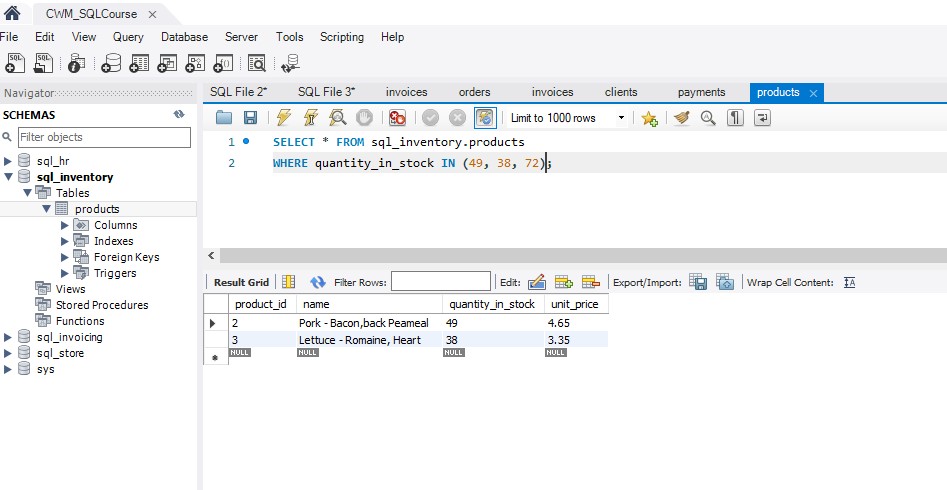 CWM_SQLCourse
File Edit View Query Database Server Tools Scripting Help
Navigator
SCHEMAS
Filter objects
sql_hr
sql_inventory
Tables
products
Columns
Indexes
Foreign Keys
Triggers
Views
Stored Procedures
Functions
sql_invoicing
sql_store
sys
SQL File 2* SQL File 3* invoices orders invoices clients payments products
Limit to 1000 rows
1 SELECT * FROM sql_inventory.products
2 WHERE quantity_in_stock IN (49, 38, 72);
Result Grid Filter Rows: Edit: Export/Import: Wrap Cell Content: IA
product_id name quantity_in_stock unit_price
2 Pork - Bacon,back Peameal 49 4.65
3 Lettuce - Romaine, Heart 38 3.35
NULL NULL NULL NULL